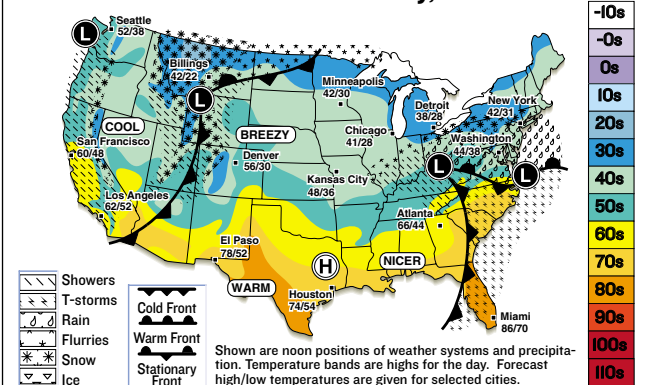 Seattle
52/38
L
Billings
42/22
Minneapolis
42/30
Detroit
38/28
New York
42/31
L
COOL
BREEZY
San Francisco
60/48
Chicago
41/28
Washington
44/38
Denver
56/30
L
L
Kansas City
48/36
Los Angeles
62/52
Atlanta
66/44
El Paso
78/52
H
NICER
WARM
Houston
74/54
Miami
86/70
-10s
-0s
0s
10s
20s
30s
40s
50s
60s
70s
80s
90s
100s
110s
Showers
T-storms
Rain
Flurries
Snow
Ice
Cold Front
Warm Front
Stationary
Front
Shown are noon positions of weather systems and precipita-
tion. Temperature bands are highs for the day. Forecast
high/low temperatures are given for selected cities.